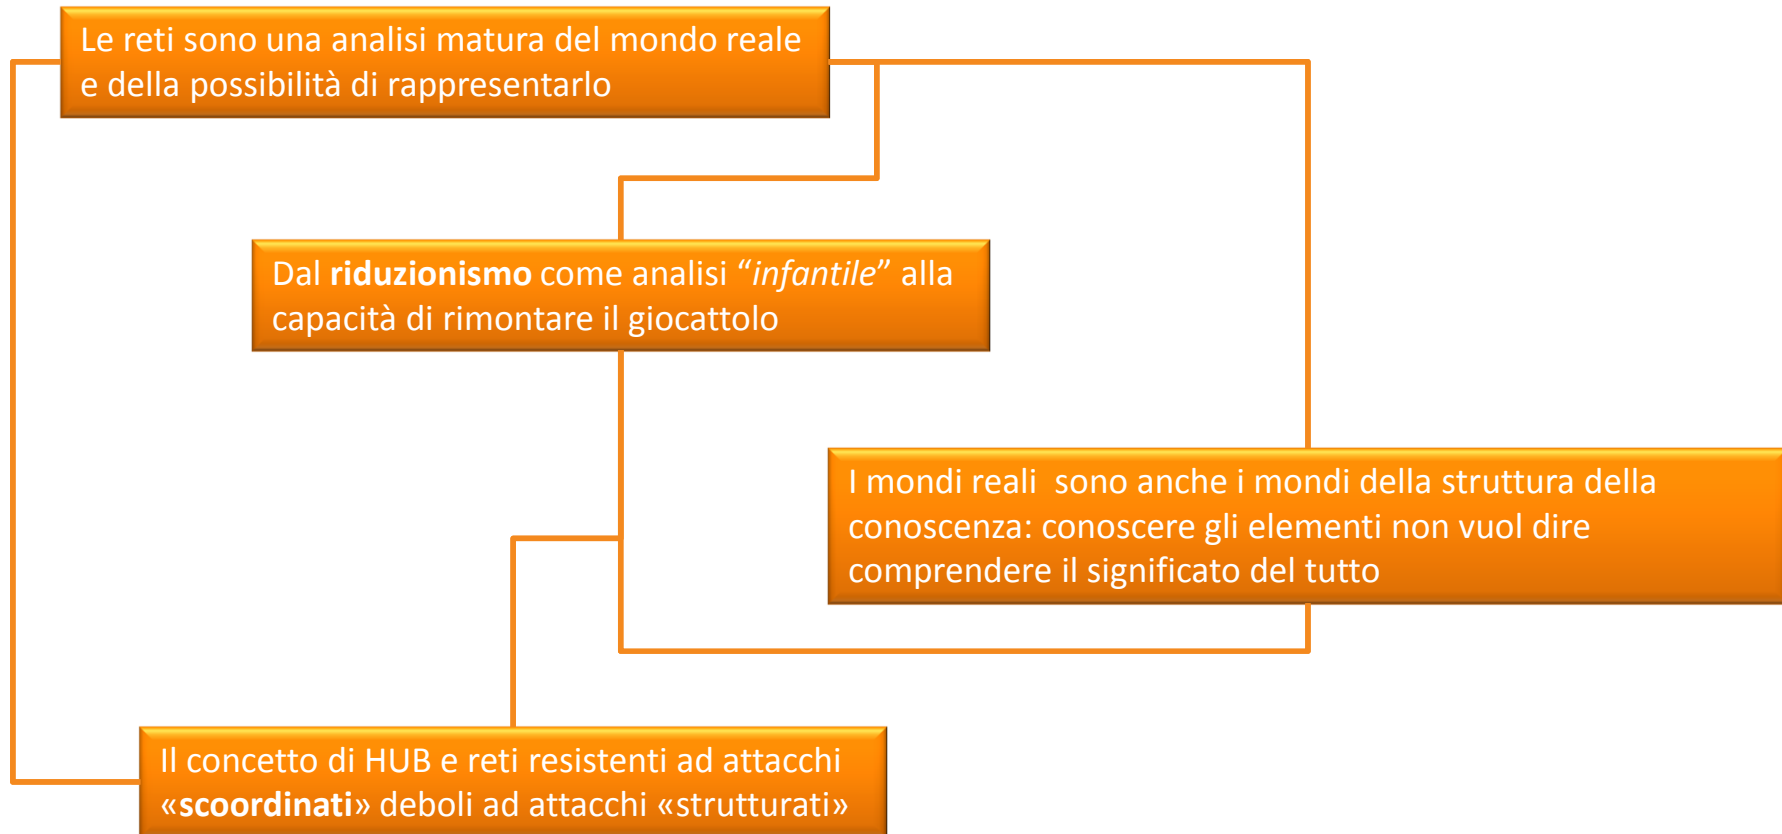 Le reti sono una analisi matura del mondo reale
e della possibilità di rappresentarlo
Dal riduzionismo come analisi “infantile” alla
capacità di rimontare il giocattolo
I mondi reali  sono anche i mondi della struttura della
conoscenza: conoscere gli elementi non vuol dire
comprendere il significato del tutto
Il concetto di HUB e reti resistenti ad attacchi
«scoordinati» deboli ad attacchi «strutturati»